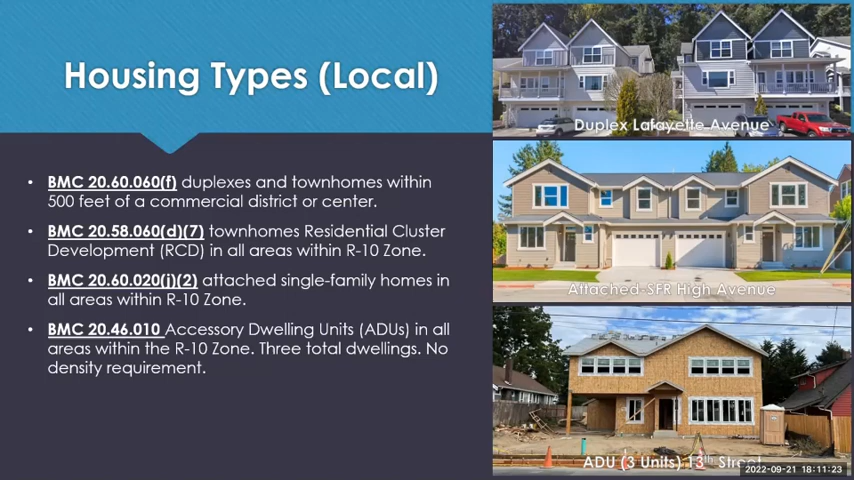 Housing Types (Local)
BMC 20.60.060(f) duplexes and townhomes within
500 feet of a commercial district or center.
BMC 20.58.060(d)(7) townhomes Residential Cluster
Development (RCD) in all areas within R-10 Zone.
BMC 20.60.020(j)(2) attached single-family homes in
all areas within R-10 Zone.
BMC 20.46.010 Accessory Dwelling Units (ADUs) in all
areas within the R-10 Zone. Three total dwellings. No
density requirement.
Duplex Lafayette Avenue
Attached-SFR High Avenue
ADU (3 Units) 13th Street
2022-09-21 18:11:23